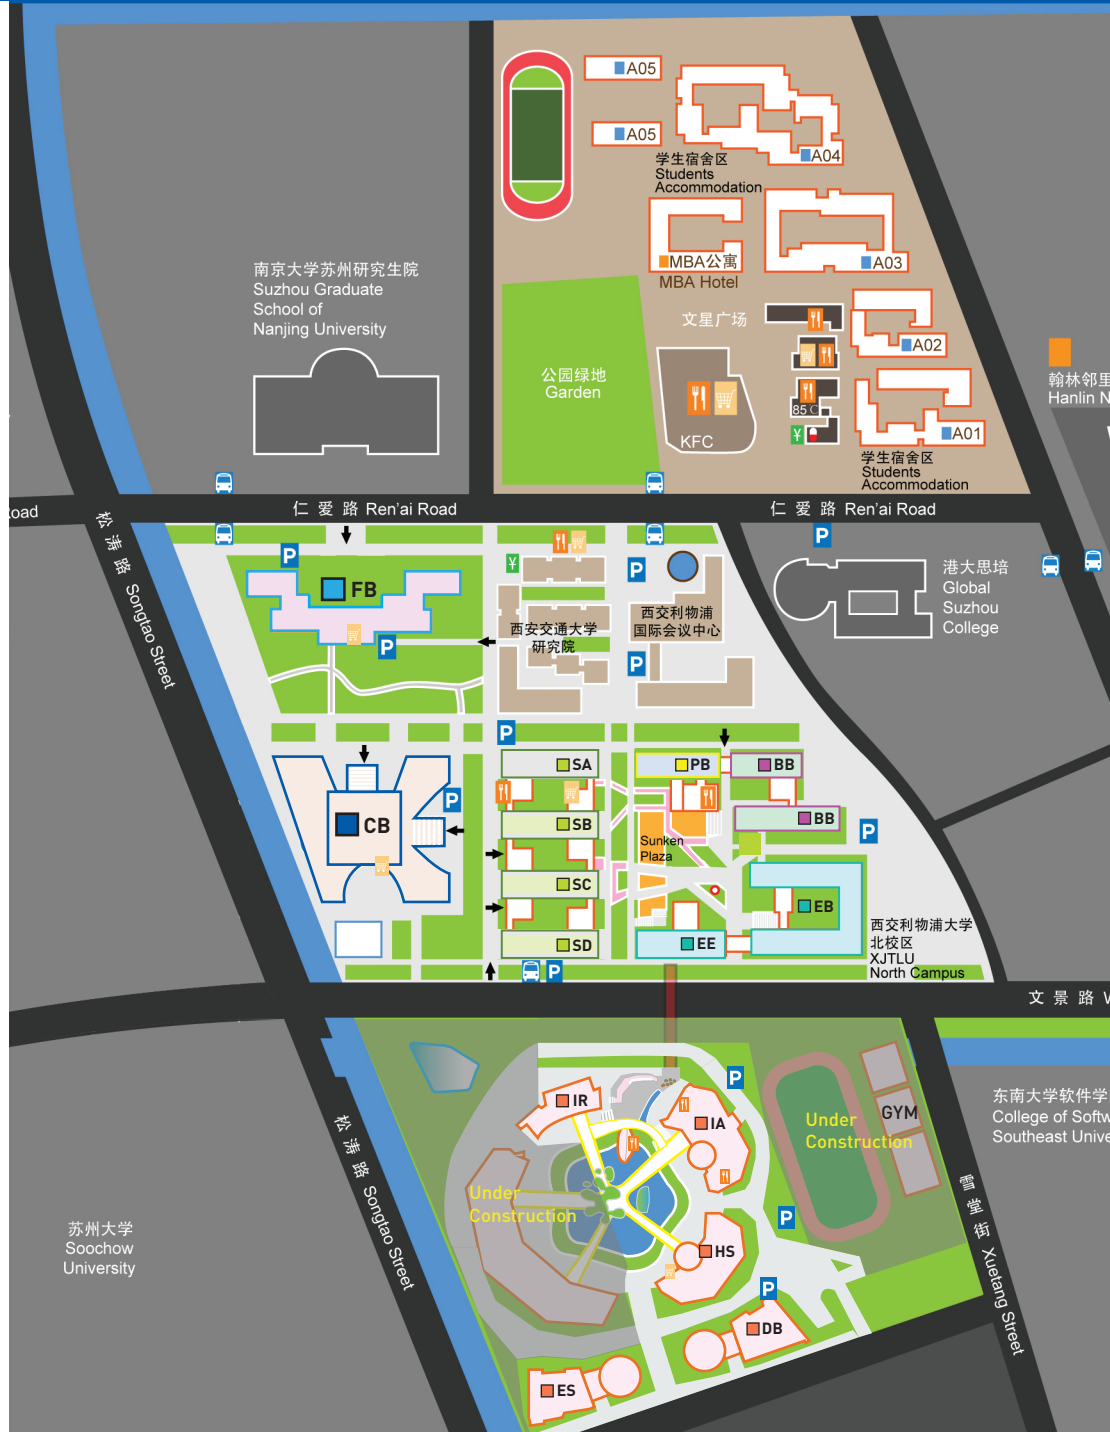 A05
A05
A04
学生宿舍区
Students
Accommodation
MBA公寓
MBA Hotel
A03
南京大学苏州研究生院
Suzhou Graduate
School of
Nanjing University
文星广场
A02
公园绿地
Garden
KFC
85C
¥
A01
学生宿舍区
Students
Accommodation
翰林邻里
Hanlin N
Road
仁爱路 Ren'ai Road
仁爱路 Ren'ai Road
松涛路 Songtao Street
P
FB
P
¥
P
西安交通大学
研究院
西交利物浦
国际会议中心
P
P
港大思培
Global
Suzhou
College
P
CB
P
SA
SB
SC
SD
PB
BB
BB
P
Sunken
Plaza
EB
EE
P
西交利物浦大学
北校区
XJTLU
North Campus
文景路 W
IR
IA
P
Under
Construction
GYM
东南大学软件学
College of Softw
Southeast Unive
松涛路 Songtao Street
Under
Construction
HS
P
P
DB
ES
雪堂街 Xuetang Street
苏州大学
Soochow
University